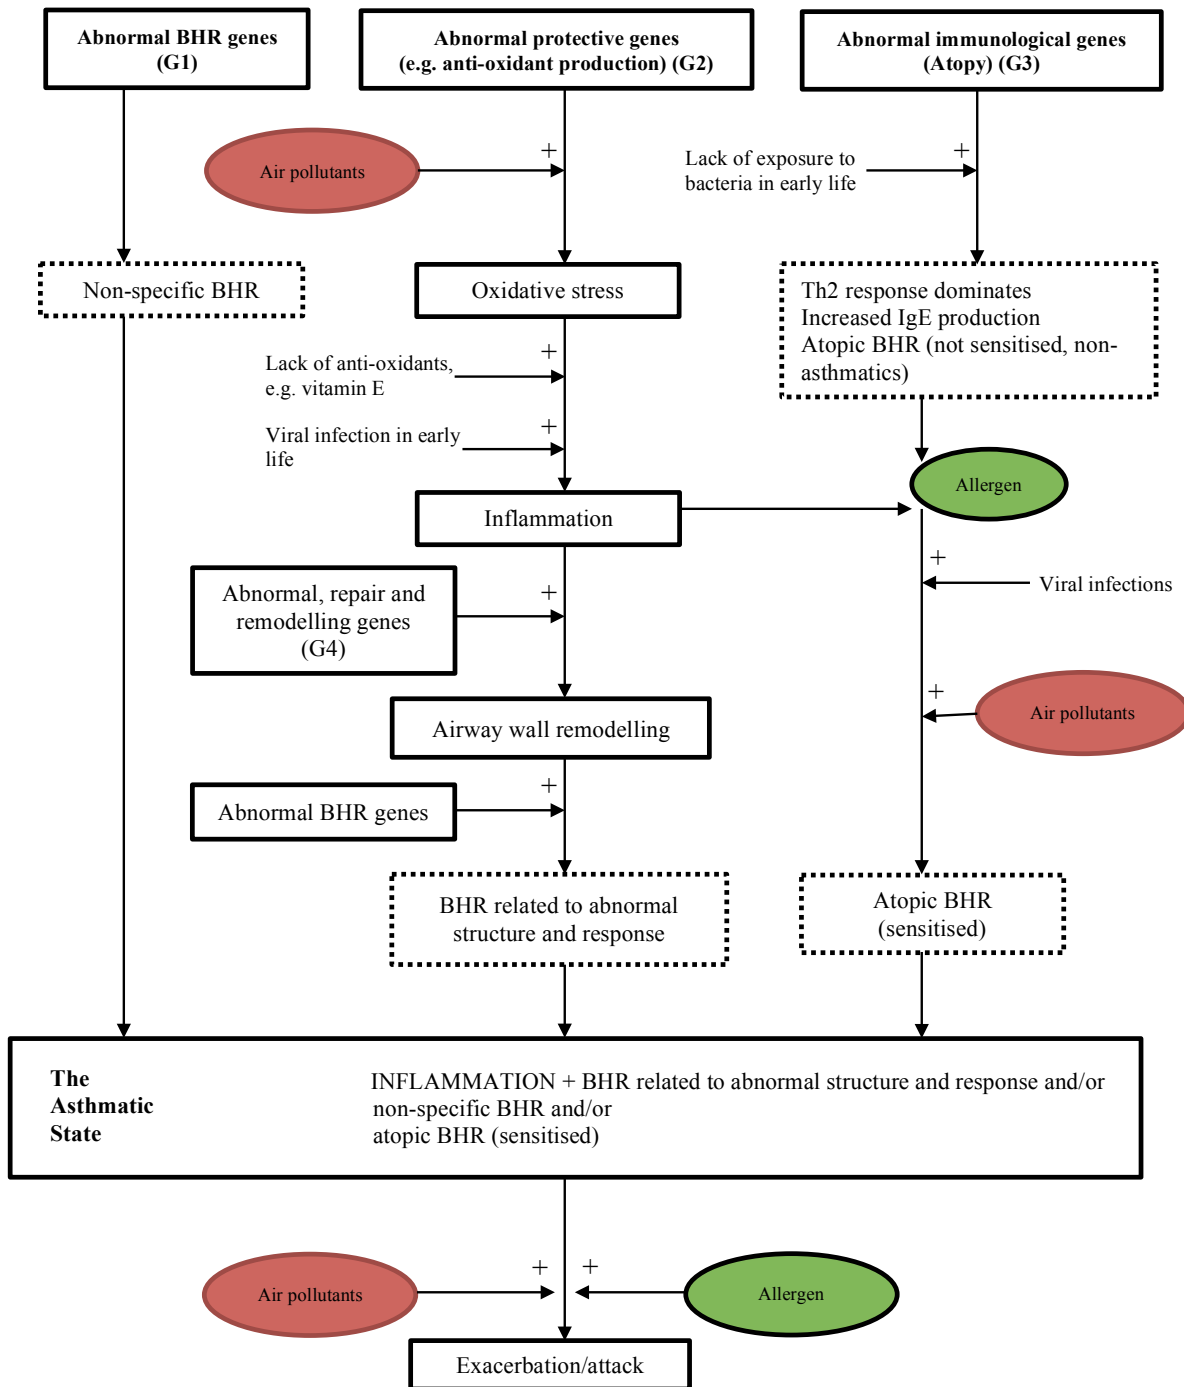 Abnormal BHR genes
(G1)
Abnormal protective genes
(e.g. anti-oxidant production) (G2)
Abnormal immunological genes
(Atopy) (G3)
+
Air pollutants
Lack of exposure to
bacteria in early life
+
Non-specific BHR
Oxidative stress
Th2 response dominates
Increased IgE production
Atopic BHR (not sensitised, non-
asthmatics)
+
Lack of anti-oxidants,
e.g. vitamin E
+
Viral infection in early
life
Allergen
Inflammation
+
Viral infections
Abnormal, repair and
remodelling genes
(G4)
+
+
Air pollutants
Airway wall remodelling
+
Abnormal BHR genes
BHR related to abnormal
structure and response
Atopic BHR
(sensitised)
The
Asthmatic
State
INFLAMMATION + BHR related to abnormal structure and response and/or
non-specific BHR and/or
atopic BHR (sensitised)
+
+
Air pollutants
Allergen
Exacerbation/attack